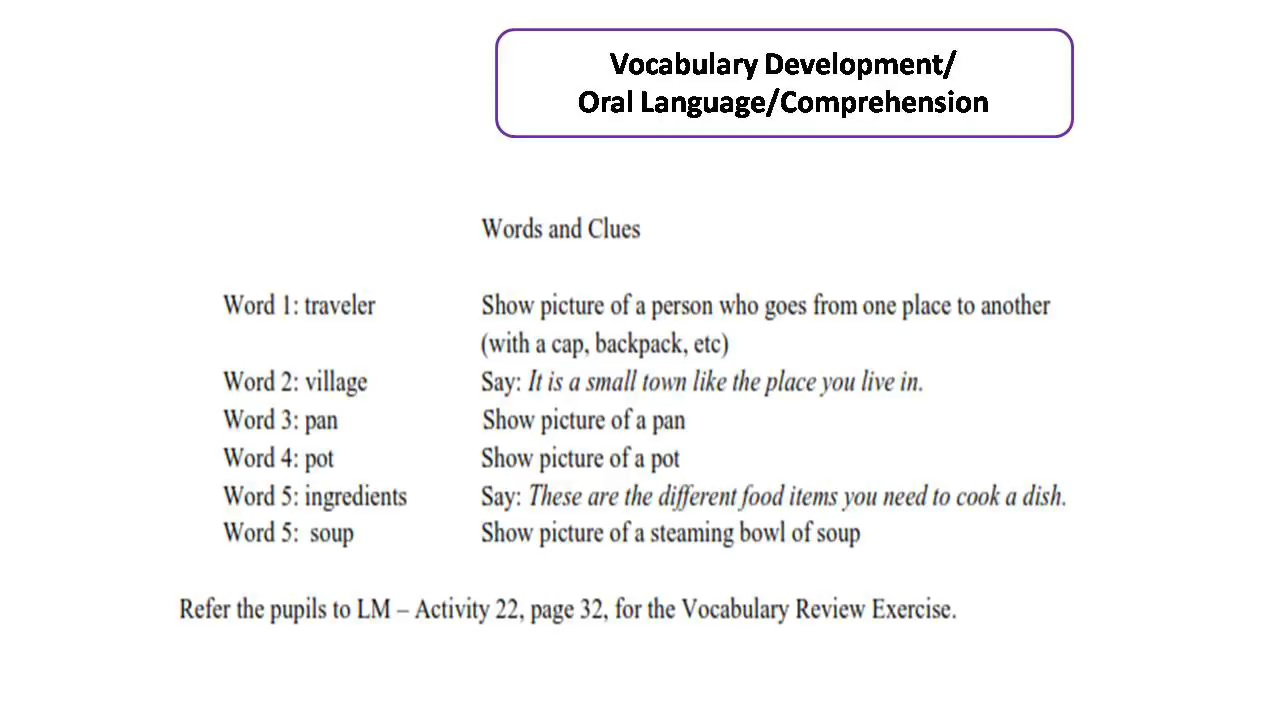 Vocabulary Development/
Oral Language/Comprehension
Words and Clues
Word 1: traveler Show picture of a person who goes from one place to another
(with a cap, backpack, etc)
Word 2: village Say: It is a small town like the place you live in.
Word 3: pan Show picture of a pan
Word 4: pot Show picture of a pot
Word 5: ingredients Say: These are the different food items you need to cook a dish.
Word 5: soup Show picture of a steaming bowl of soup
Refer the pupils to LM – Activity 22, page 32, for the Vocabulary Review Exercise.